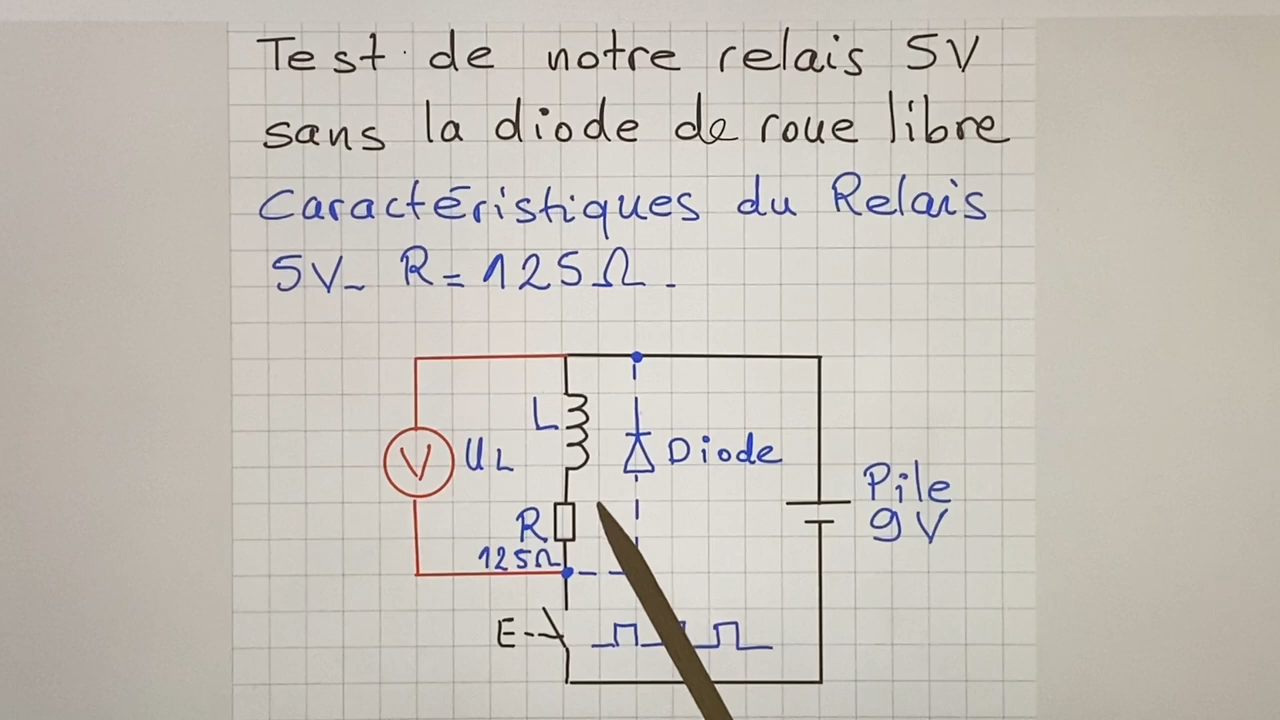 Test de notre relais 5V
sans la diode de roue libre
Caractéristiques du Relais
5V- R=125Ω.
L
V UL
Diode
Pile
9V
R
125Ω
E